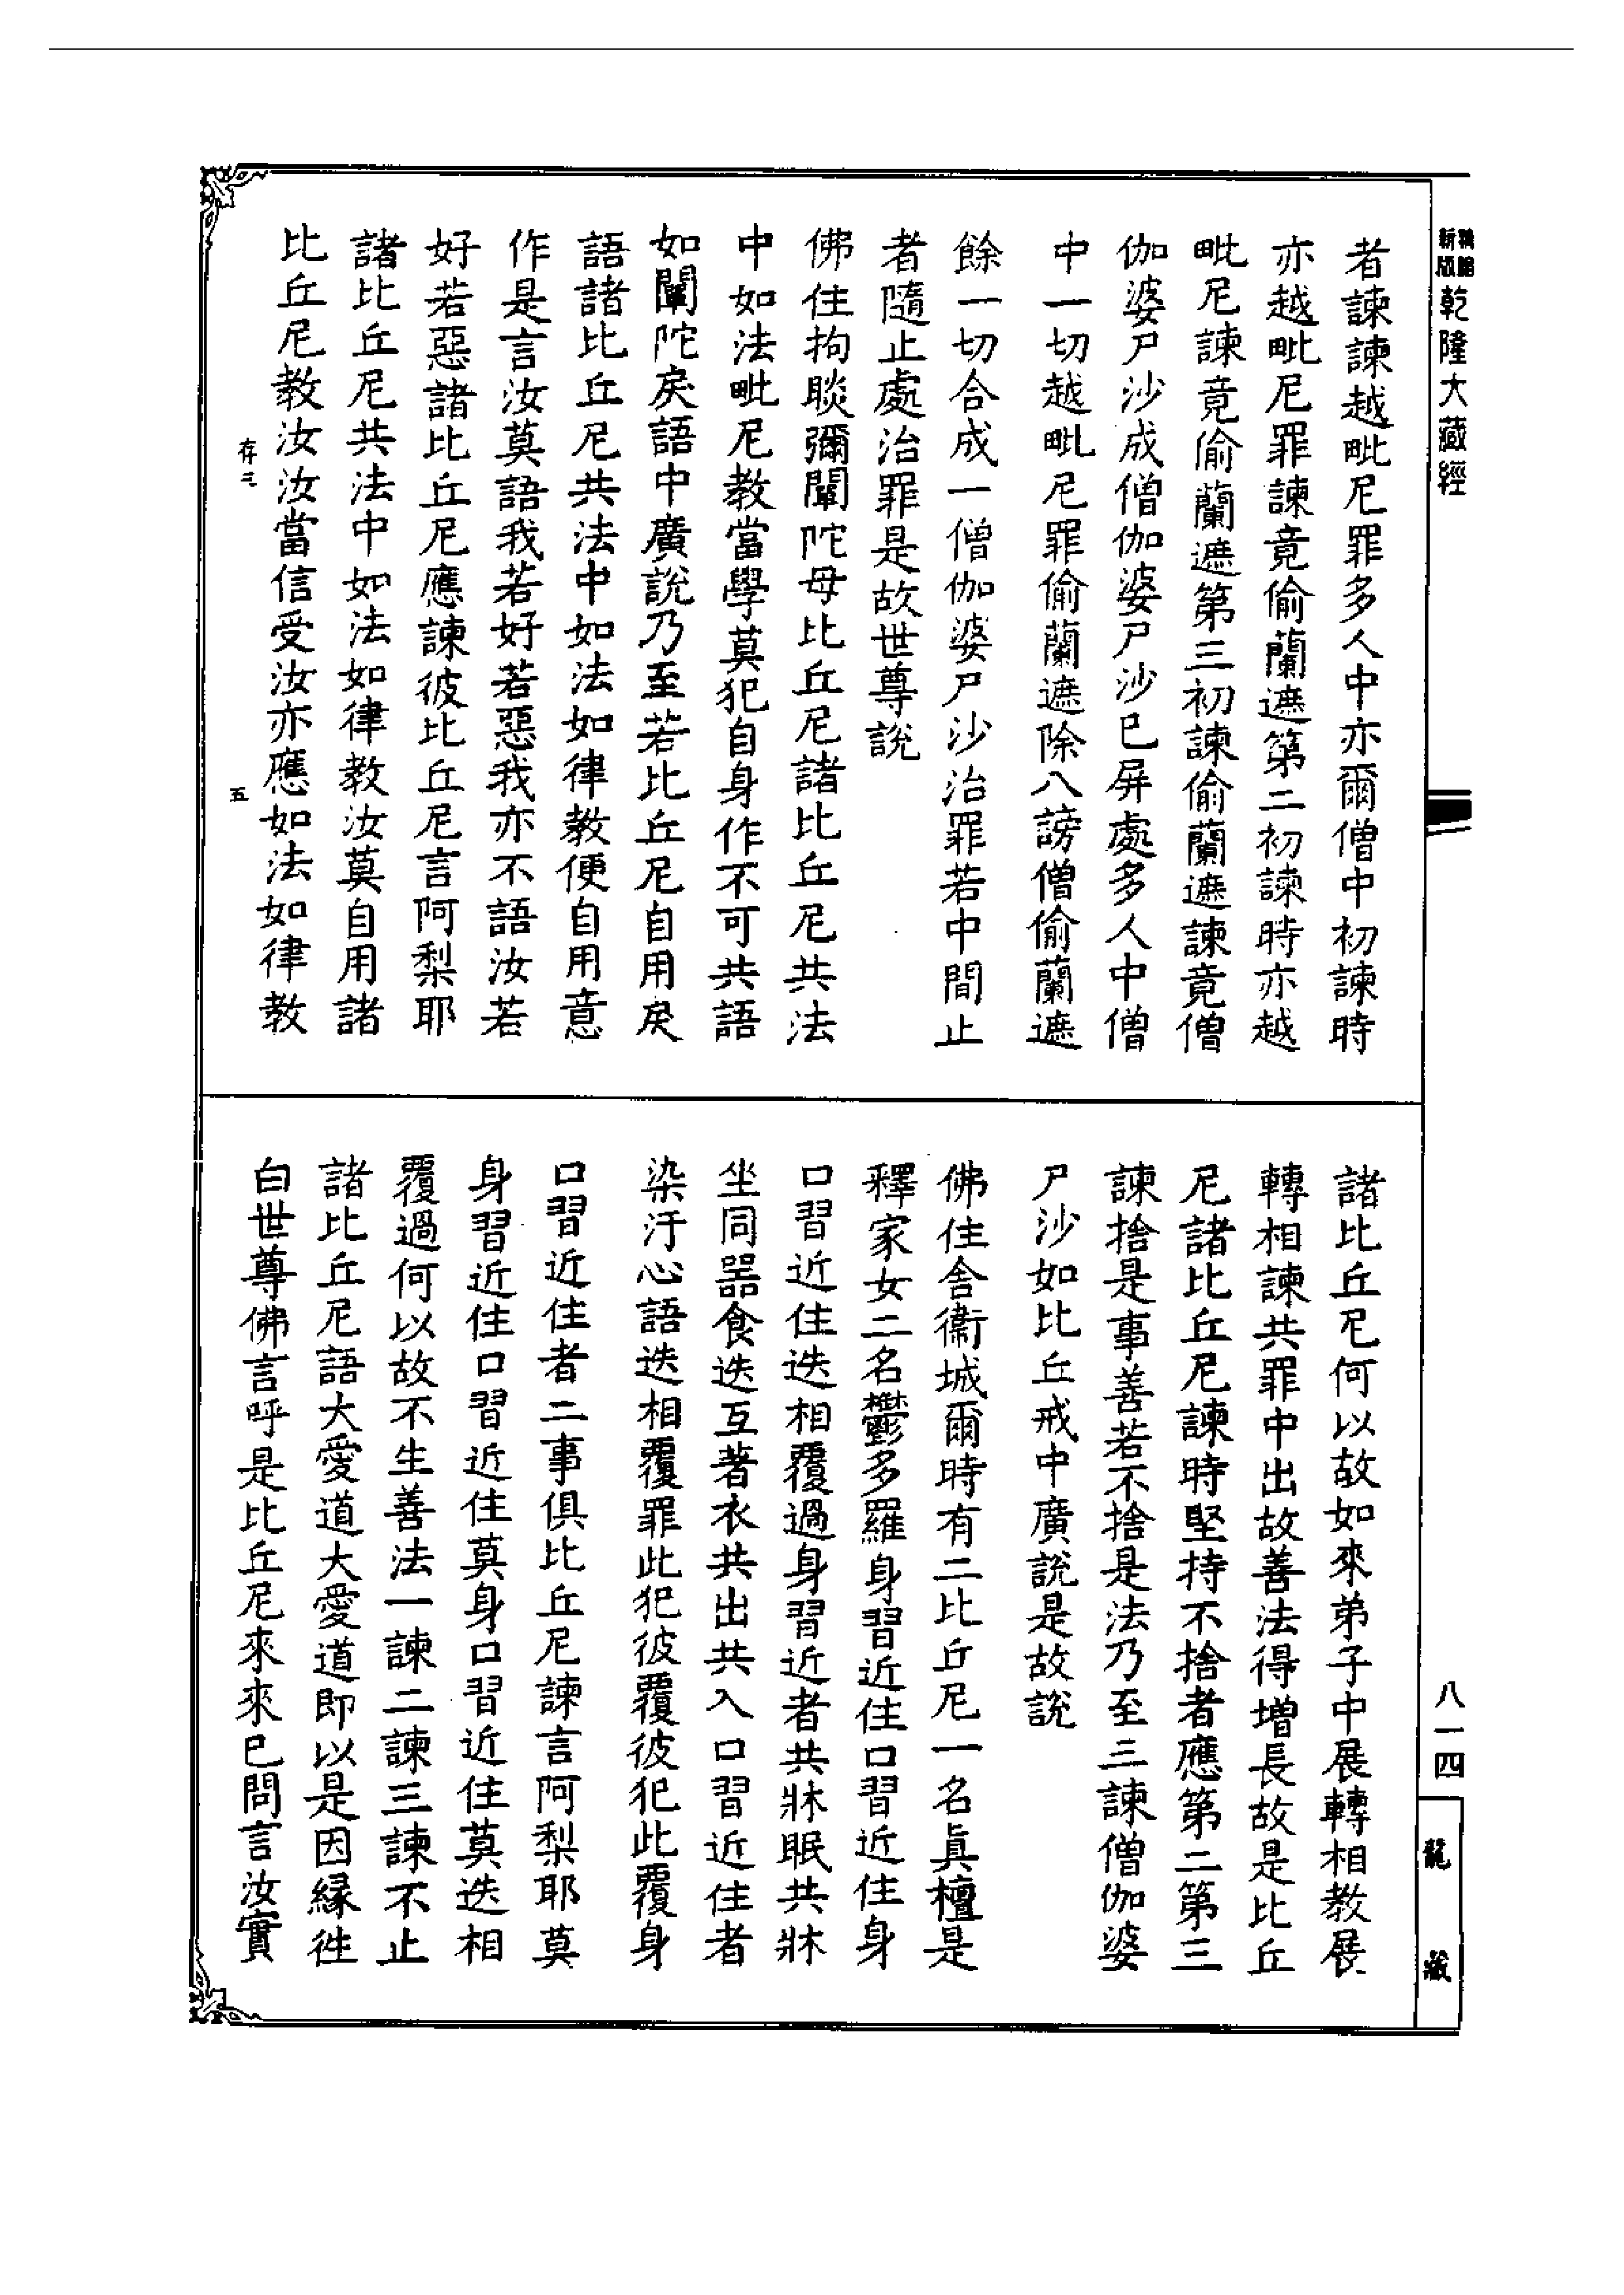 新版
乾隆大藏經
者諫諫越毗尼罪多人中亦爾僧中初諫時
亦越毗尼罪諫竟偷蘭遮第二初諫時亦越
毗尼諫竟偷蘭遮第三初諫偷蘭遮諫竟僧
伽婆尸沙成僧伽婆尸沙已屏處多人中僧
中一切越毗尼罪偷蘭遮除八謗僧偷蘭遮
餘一切合成一僧伽婆尸沙治罪若中間止
者隨止處治罪是故世尊說
佛住拘睒彌闡陀母比丘尼諸比丘尼共法
中如法毗尼教當學莫犯自身作不可共語
如闡陀戾語中廣說乃至若比丘尼自用戾
語諸比丘尼共法中如法如律教便自用意
作是言汝莫語我若好若惡我亦不語汝若
好若惡諸比丘尼應諫彼比丘尼言阿梨耶
諸比丘尼共法中如法如律教汝莫自用諸
比丘尼教汝汝當信受汝亦應如法如律教
存三
五
諸比丘尼何以故如來弟子中展轉相教展
轉相諫共罪中出故善法得增長故是比丘
尼諸比丘尼諫時堅持不捨者應第二第三
諫捨是事善若不捨是法乃至三諫僧伽婆
尸沙如比丘戒中廣說是故說
佛住舍衞城爾時有二比丘尼一名真檀是
釋家女二名鬱多羅身習近住口習近住身
口習近住迭相覆過身習近者共牀眠共牀
坐同器食迭互著衣共出共入口習近住者
染汙心語迭相覆罪此犯彼覆彼犯此覆身
口習近住者二事俱比丘尼諫言阿梨耶莫
身習近住口習近住莫身口習近住莫迭相
覆過何以故不生善法一諫二諫三諫不止
諸比丘尼語大愛道大愛道即以是因緣往
白世尊佛言呼是比丘尼來來已問言汝實
八一四
龍藏